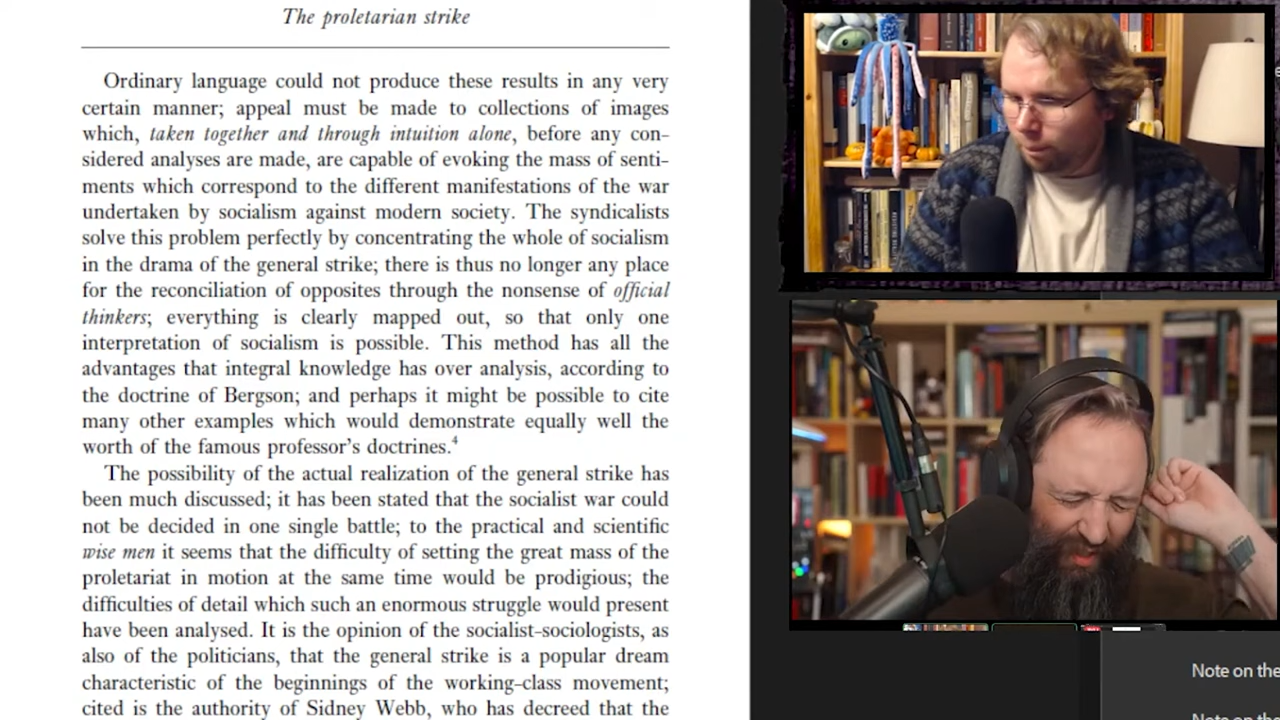 The proletarian strike
Ordinary language could not produce these results in any very
certain manner; appeal must be made to collections of images
which, taken together and through intuition alone, before any con-
sidered analyses are made, are capable of evoking the mass of senti-
ments which correspond to the different manifestations of the war
undertaken by socialism against modern society. The syndicalists
solve this problem perfectly by concentrating the whole of socialism
in the drama of the general strike; there is thus no longer any place
for the reconciliation of opposites through the nonsense of official
thinkers; everything is clearly mapped out, so that only one
interpretation of socialism is possible. This method has all the
advantages that integral knowledge has over analysis, according to
the doctrine of Bergson; and perhaps it might be possible to cite
many other examples which would demonstrate equally well the
worth of the famous professor's doctrines.⁴
The possibility of the actual realization of the general strike has
been much discussed; it has been stated that the socialist war could
not be decided in one single battle; to the practical and scientific
wise men it seems that the difficulty of setting the great mass of the
proletariat in motion at the same time would be prodigious; the
difficulties of detail which such an enormous struggle would present
have been analysed. It is the opinion of the socialist-sociologists, as
also of the politicians, that the general strike is a popular dream
characteristic of the beginnings of the working-class movement;
cited is the authority of Sidney Webb, who has decreed that the
Note on the